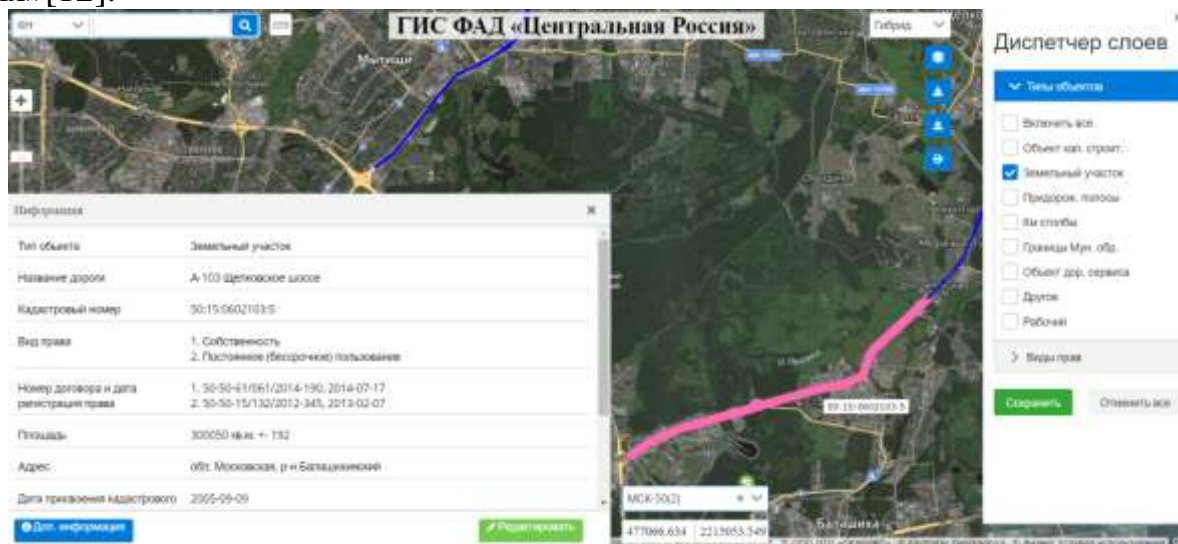 [12].
КН
ГИС ФАД «Центральная Россия»
Гибрид
Мытищи
Диспетчер слоев
Типы объектов
Включить все
Объект кап. строит.
Земельный участок
Придорож. полосы
Км столбы
Границы Мун. обр.
Объект дор. сервиса
Другое
Рабочий
Виды прав
Сохранить Отменить все
Информация
Тип объекта Земельный участок
Название дороги А-103 Щелковское шоссе
Кадастровый номер 50:15:0602103:5
Вид права 1. Собственность
2. Постоянное (бессрочное) пользование
Номер договора и дата 1. 50-50-61/061/2014-190, 2014-07-17
регистрации права 2. 50-50-15/132/2012-345, 2013-02-07
Площадь 300050 кв.м. +- 192
Адрес обл. Московская, р-н Балашихинский
Дата присвоения кадастрового 2005-09-09
Доп. информация Редактировать
50:15:0602103:5
МСК-50(2)
477066.634 2215053.549
Балашиха